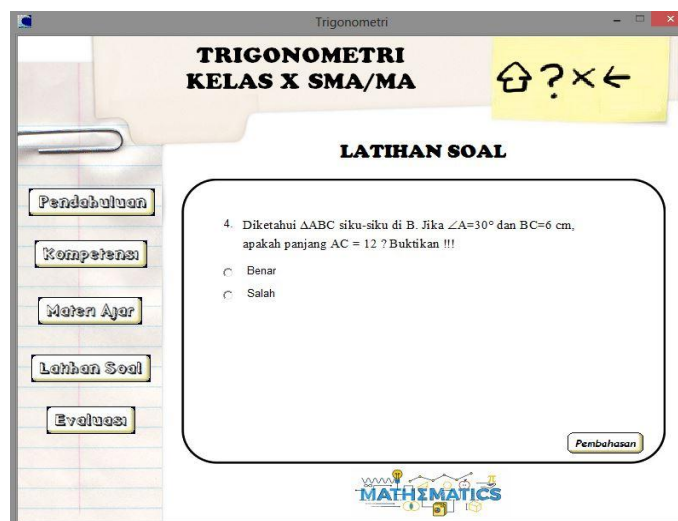 Trigonometri
TRIGONOMETRI
KELAS X SMA/MA
LATIHAN SOAL
Pendahuluan
Kompetensi
Materi Ajar
Latihan Soal
Evaluasi
4. Diketahui ΔABC siku-siku di B. Jika ∠A=30° dan BC=6 cm,
apakah panjang AC = 12 ? Buktikan !!!
Benar
Salah
Pembahasan
MATHΣMATICS